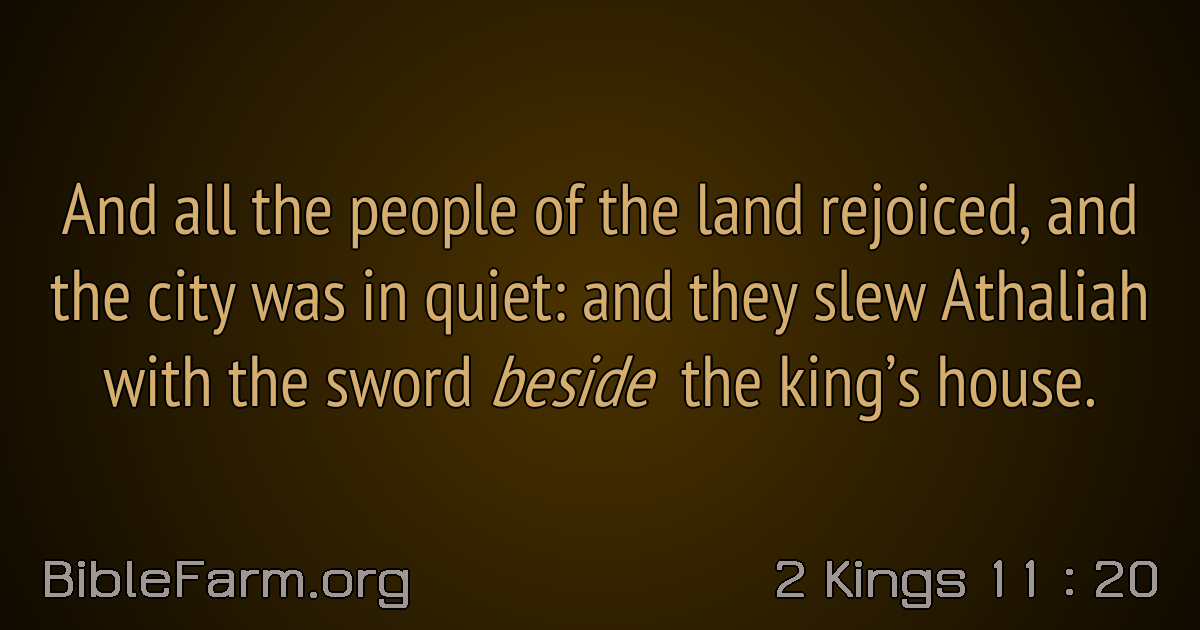 And all the people of the land rejoiced, and
the city was in quiet: and they slew Athaliah
with the sword beside the king’s house.
BibleFarm.org
2 Kings 11 : 20